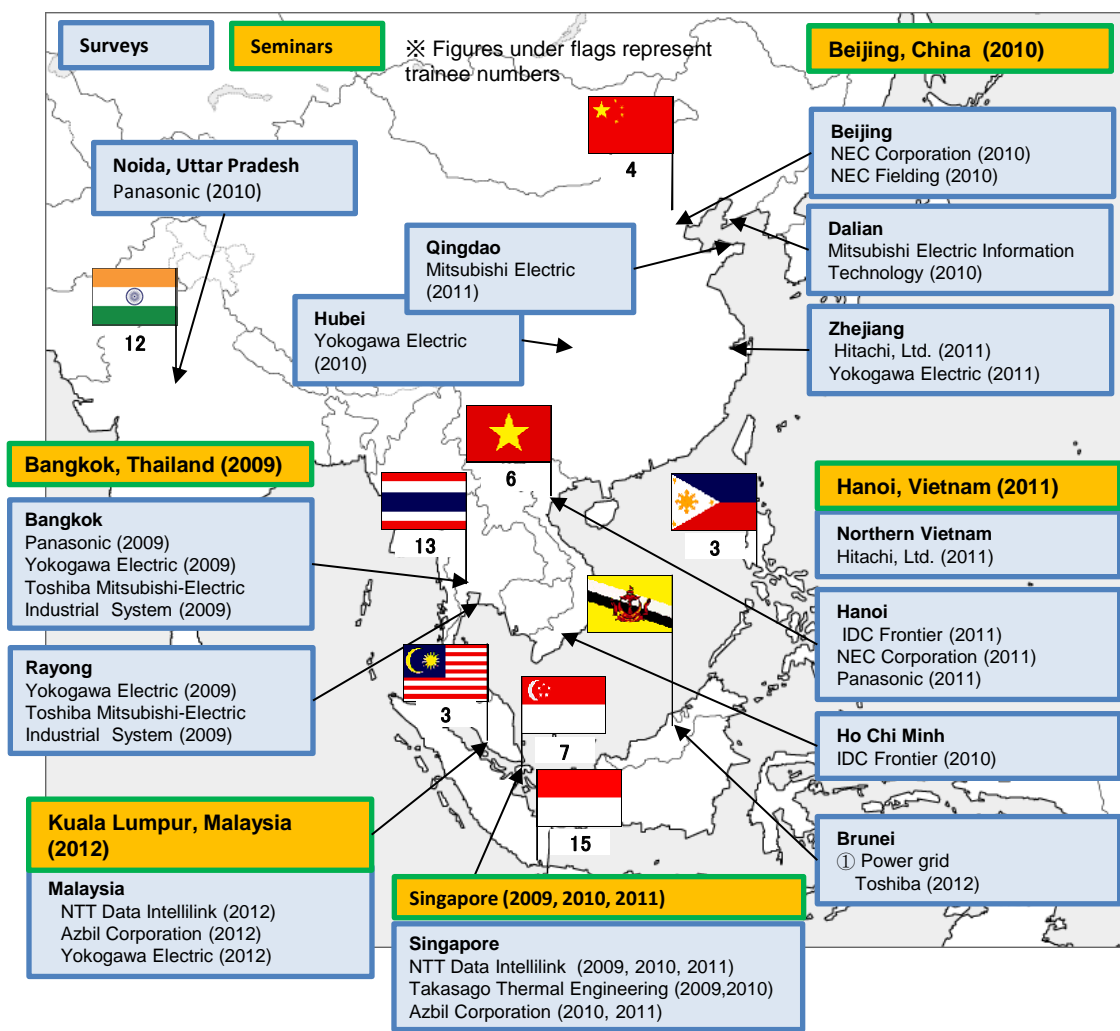 Surveys
Seminars
※ Figures under flags represent
trainee numbers
Beijing, China (2010)
4
Beijing
NEC Corporation (2010)
NEC Fielding (2010)
Noida, Uttar Pradesh
Panasonic (2010)
Dalian
Mitsubishi Electric Information
Technology (2010)
Qingdao
Mitsubishi Electric
(2011)
12
Hubei
Yokogawa Electric
(2010)
Zhejiang
Hitachi, Ltd. (2011)
Yokogawa Electric (2011)
Bangkok, Thailand (2009)
6
Hanoi, Vietnam (2011)
Bangkok
Panasonic (2009)
Yokogawa Electric (2009)
Toshiba Mitsubishi-Electric
Industrial System (2009)
13
3
Northern Vietnam
Hitachi, Ltd. (2011)
Hanoi
IDC Frontier (2011)
NEC Corporation (2011)
Panasonic (2011)
Rayong
Yokogawa Electric (2009)
Toshiba Mitsubishi-Electric
Industrial System (2009)
3
7
Ho Chi Minh
IDC Frontier (2010)
Kuala Lumpur, Malaysia
(2012)
15
Brunei
① Power grid
Toshiba (2012)
Malaysia
NTT Data Intellilink (2012)
Azbil Corporation (2012)
Yokogawa Electric (2012)
Singapore (2009, 2010, 2011)
Singapore
NTT Data Intellilink (2009, 2010, 2011)
Takasago Thermal Engineering (2009,2010)
Azbil Corporation (2010, 2011)